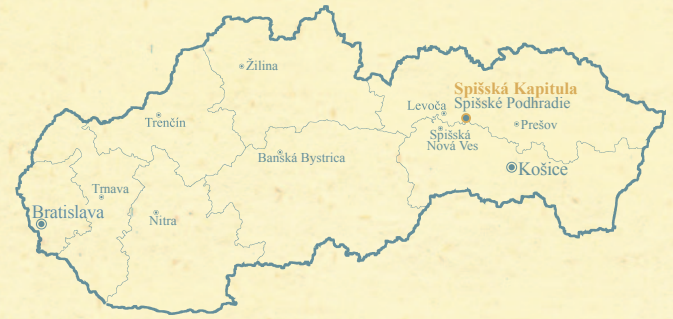 Žilina
Spišská Kapitula
Levoča
Spišské Podhradie
Trenčín
Prešov
Spišská
Nová Ves
Banská Bystrica
Košice
Trnava
Bratislava
Nitra